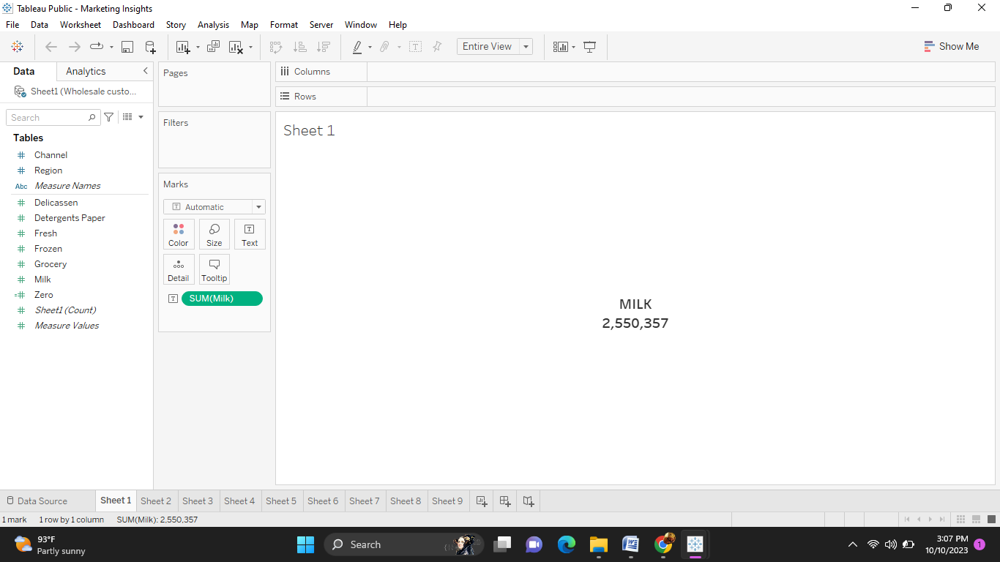 Tableau Public - Marketing Insights
File Data Worksheet Dashboard Story Analysis Map Format Server Window Help
Entire View
Show Me
Data Analytics
Sheet1 (Wholesale custo...
Search
Tables
Channel
Region
Abc Measure Names
Delicassen
Detergents Paper
Fresh
Frozen
Grocery
Milk
Zero
Sheet1 (Count)
Measure Values
Pages
Filters
Marks
T Automatic
Color Size T Text
Detail Tooltip
T SUM(Milk)
Columns
Rows
Sheet 1
MILK
2,550,357
Data Source Sheet 1 Sheet 2 Sheet 3 Sheet 4 Sheet 5 Sheet 6 Sheet 7 Sheet 8 Sheet 9
1 mark 1 row by 1 column SUM(Milk): 2,550,357
93°F
Partly sunny
Search
3:07 PM
10/10/2023
1